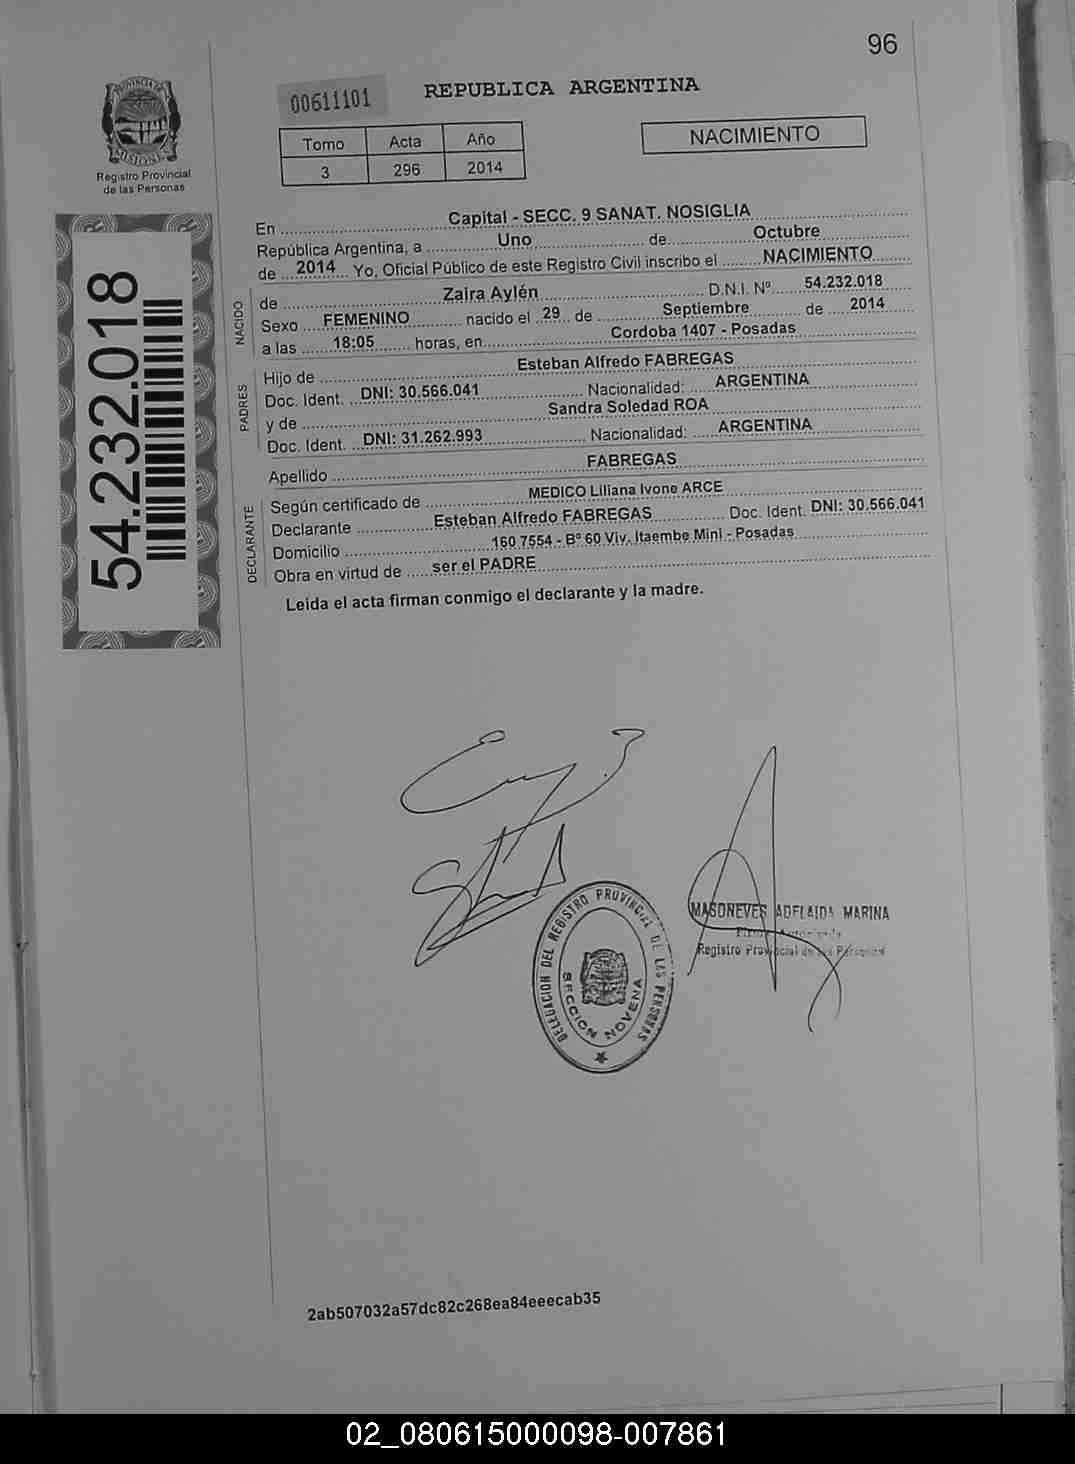 96
PROVINCIA DE MISIONES
Registro Provincial
de las Personas
00611101
REPUBLICA ARGENTINA
Tomo Acta Año
3 296 2014
NACIMIENTO
54.232.018
En Capital - SECC. 9 SANAT. NOSIGLIA
República Argentina, a Uno de Octubre
de 2014 Yo, Oficial Público de este Registro Civil inscribo el NACIMIENTO
NACIDO
de Zaira Aylén D.N.I. Nº 54.232.018
Sexo FEMENINO nacido el 29 de Septiembre de 2014
a las 18:05 horas, en Cordoba 1407 - Posadas
PADRES
Hijo de Esteban Alfredo FABREGAS
Doc. Ident. DNI: 30.566.041 Nacionalidad: ARGENTINA
y de Sandra Soledad ROA
Doc. Ident. DNI: 31.262.993 Nacionalidad: ARGENTINA
Apellido FABREGAS
DECLARANTE
Según certificado de MEDICO Liliana Ivone ARCE
Declarante Esteban Alfredo FABREGAS Doc. Ident. DNI: 30.566.041
Domicilio 160 7554 - Bº 60 Viv. Itaembe Mini - Posadas
Obra en virtud de ser el PADRE
Leída el acta firman conmigo el declarante y la madre.
DELEGACION DEL REGISTRO PROVINCIAL DE LAS PERSONAS
SECCION NOVENA
MASDNEVES ADELAIDA MARINA
Firma Autorizada
Registro Provincial de las Personas
2ab507032a57dc82c268ea84eeecab35
02_080615000098-007861